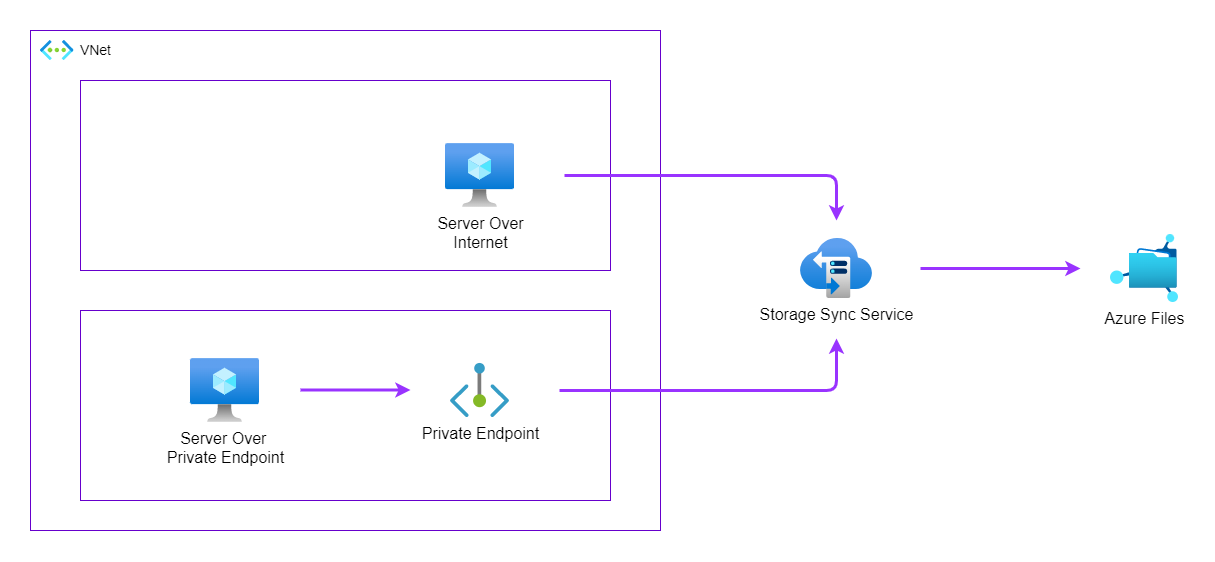 VNet
Server Over
Internet
Storage Sync Service
Azure Files
Server Over
Private Endpoint
Private Endpoint